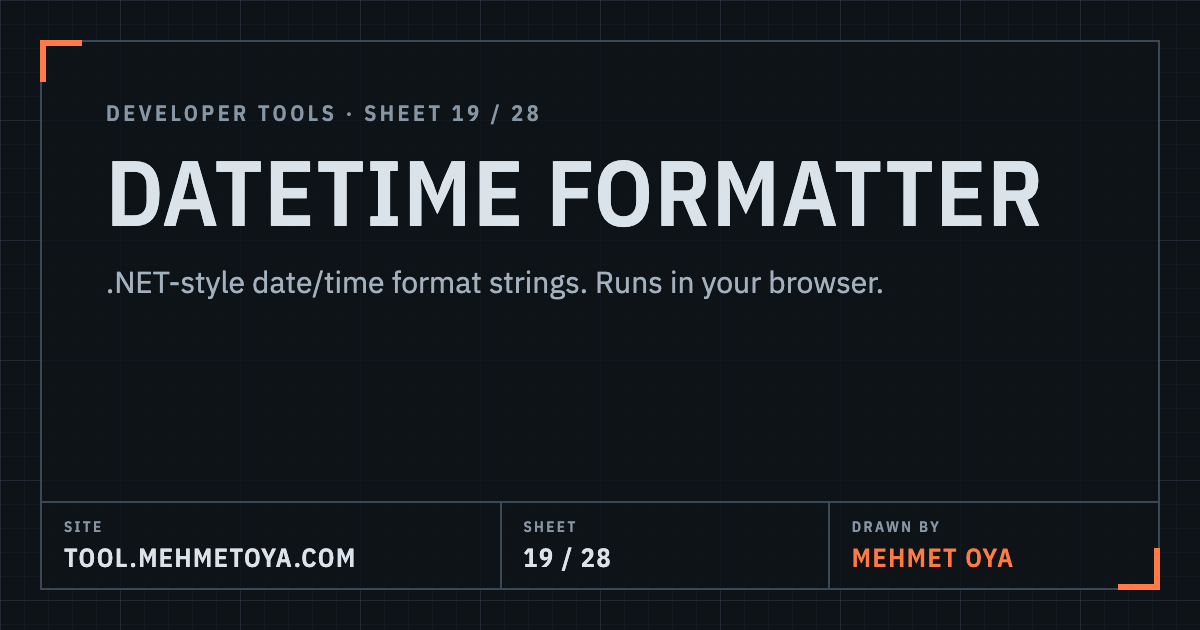 DEVELOPER TOOLS · SHEET 19 / 28
DATETIME FORMATTER
.NET-style date/time format strings. Runs in your browser.
SITE
TOOL.MEHMETOYA.COM
SHEET
19 / 28
DRAWN BY
MEHMET OYA